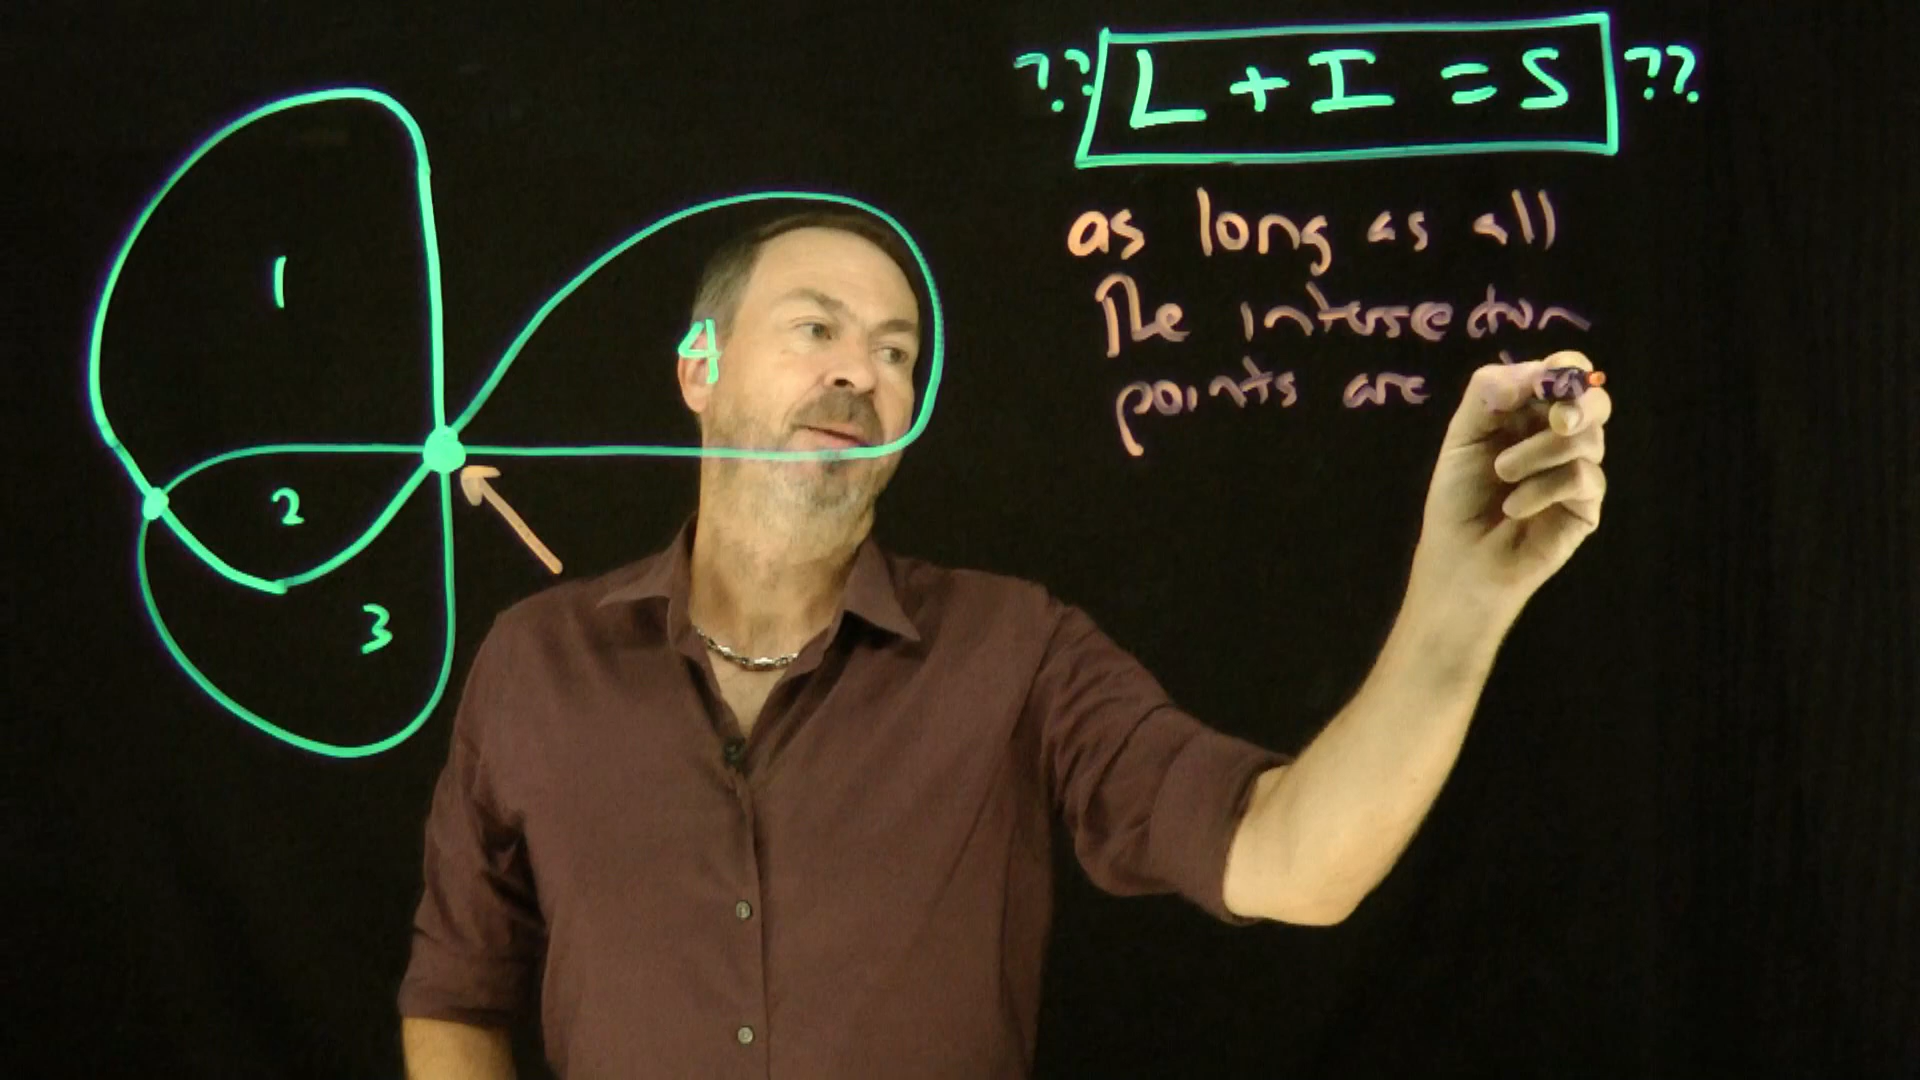 ?? L + I = S ??
as long as all
the intersection
points are
1
4
2
3